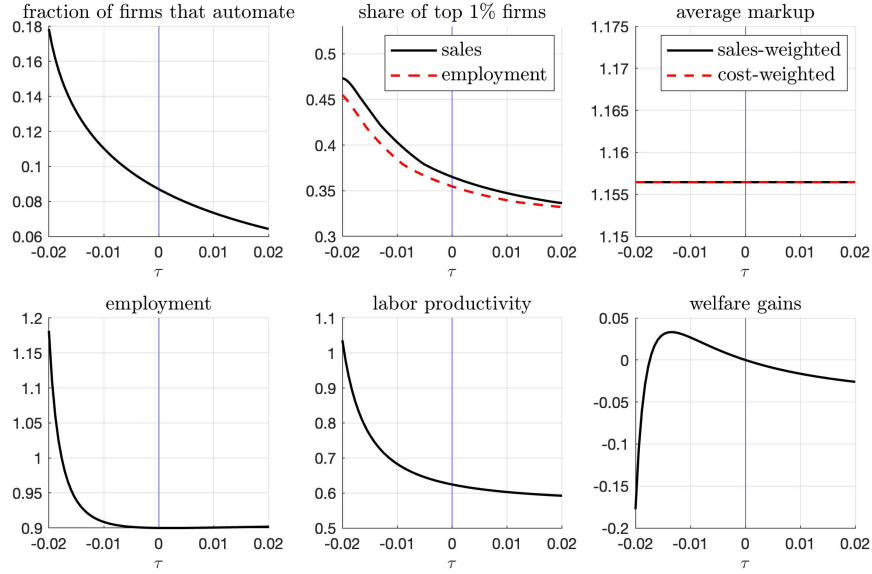 fraction of firms that automate
0.18
0.16
0.14
0.12
0.1
0.08
0.06
-0.02 -0.01 0 0.01 0.02
τ
share of top 1% firms
sales
employment
0.5
0.45
0.4
0.35
0.3
-0.02 -0.01 0 0.01 0.02
τ
average markup
sales-weighted
cost-weighted
1.175
1.17
1.165
1.16
1.155
1.15
-0.02 -0.01 0 0.01 0.02
τ
employment
1.2
1.15
1.1
1.05
1
0.95
0.9
-0.02 -0.01 0 0.01 0.02
τ
labor productivity
1.1
1
0.9
0.8
0.7
0.6
0.5
-0.02 -0.01 0 0.01 0.02
τ
welfare gains
0.05
0
-0.05
-0.1
-0.15
-0.2
-0.02 -0.01 0 0.01 0.02
τ